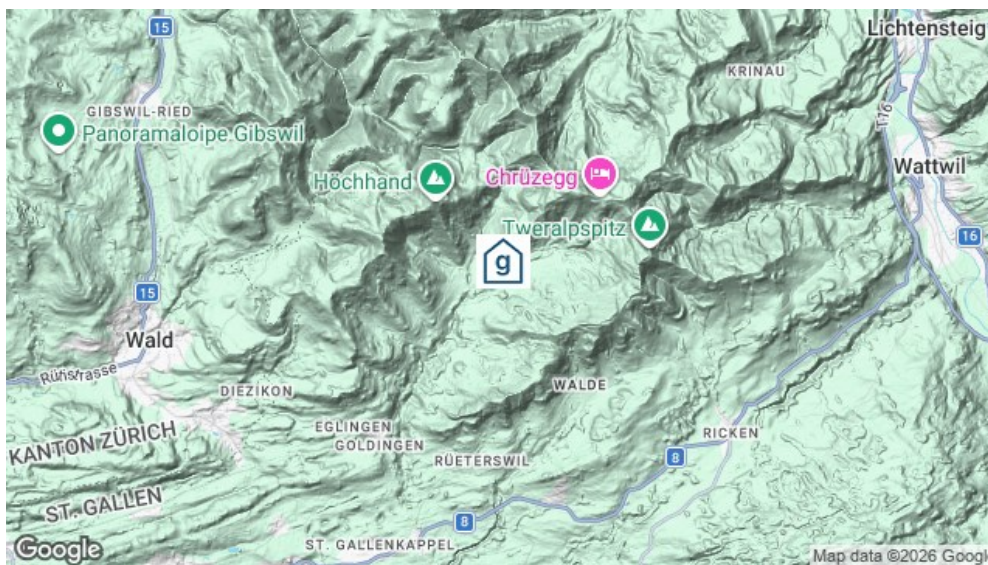 15
Lichtensteig
KRINAU
GIBSWIL-RIED
Panoramaloipe Gibswil
T-16
Wattwil
Höchhand
Chrüzegg
Tweralpspitz
16
g
15
Wald
Rütistrasse
DIEZIKON
WALDE
EGLINGEN
GOLDINGEN
RICKEN
KANTON ZÜRICH
RÜETERSWIL
8
ST. GALLEN
8
ST. GALLENKAPPEL
Google
Map data ©2026 Google